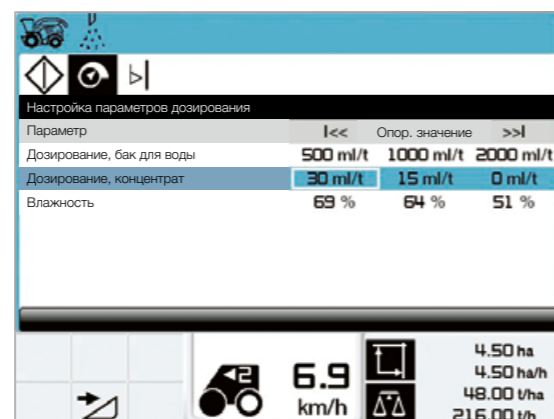 Настройка параметров дозирования
Параметр I<< Опор. значение >>I
Дозирование, бак для воды 500 ml/t 1000 ml/t 2000 ml/t
Дозирование, концентрат 30 ml/t 15 ml/t 0 ml/t
Влажность 69 % 64 % 51 %
2
6.9
km/h
4.50 ha
4.50 ha/h
48.00 t/ha
216.00 t/h